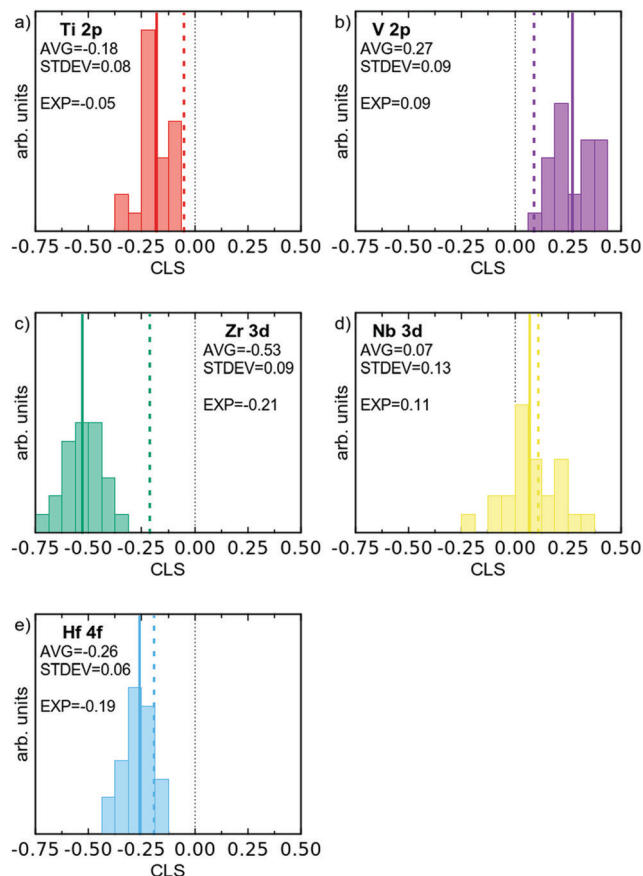 a)
Ti 2p
AVG=-0.18
STDEV=0.08
EXP=-0.05
arb. units
-0.75 -0.50 -0.25 0.00 0.25 0.50
CLS
b)
V 2p
AVG=0.27
STDEV=0.09
EXP=0.09
arb. units
-0.75 -0.50 -0.25 0.00 0.25 0.50
CLS
c)
Zr 3d
AVG=-0.53
STDEV=0.09
EXP=-0.21
arb. units
-0.75 -0.50 -0.25 0.00 0.25 0.50
CLS
d)
Nb 3d
AVG=0.07
STDEV=0.13
EXP=0.11
arb. units
-0.75 -0.50 -0.25 0.00 0.25 0.50
CLS
e)
Hf 4f
AVG=-0.26
STDEV=0.06
EXP=-0.19
arb. units
-0.75 -0.50 -0.25 0.00 0.25 0.50
CLS